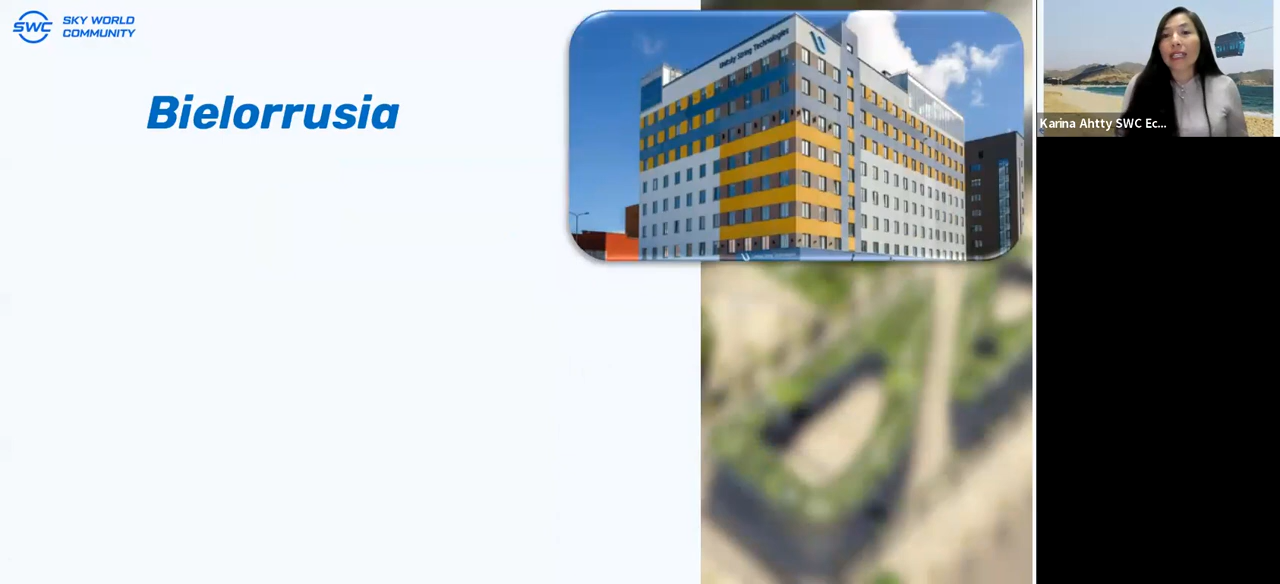 SWC
SKY WORLD
COMMUNITY
Bielorrusia
Unitsky String Technologies
Karina Ahtty SWC Ec...